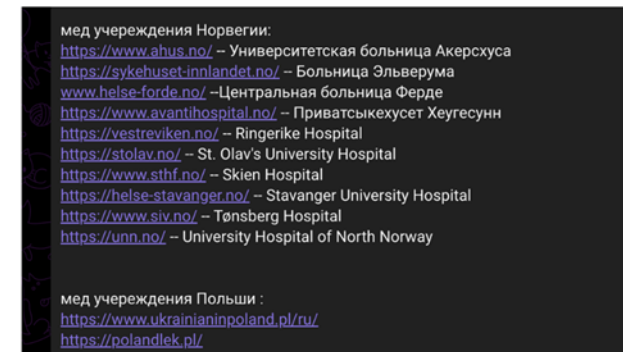 мед учереждения Норвегии:
https://www.ahus.no/ -- Университетская больница Акерсхуса
https://sykehuset-innlandet.no/ -- Больница Эльверума
www.helse-forde.no/ --Центральная больница Ферде
https://www.avantihospital.no/ -- Приватсыкехусет Хеугесунн
https://vestreviken.no/ -- Ringerike Hospital
https://stolav.no/ -- St. Olav's University Hospital
https://www.sthf.no/ -- Skien Hospital
https://helse-stavanger.no/ -- Stavanger University Hospital
https://www.siv.no/ -- Tønsberg Hospital
https://unn.no/ -- University Hospital of North Norway
мед учереждения Польши :
https://www.ukrainianinpoland.pl/ru/
https://polandlek.pl/